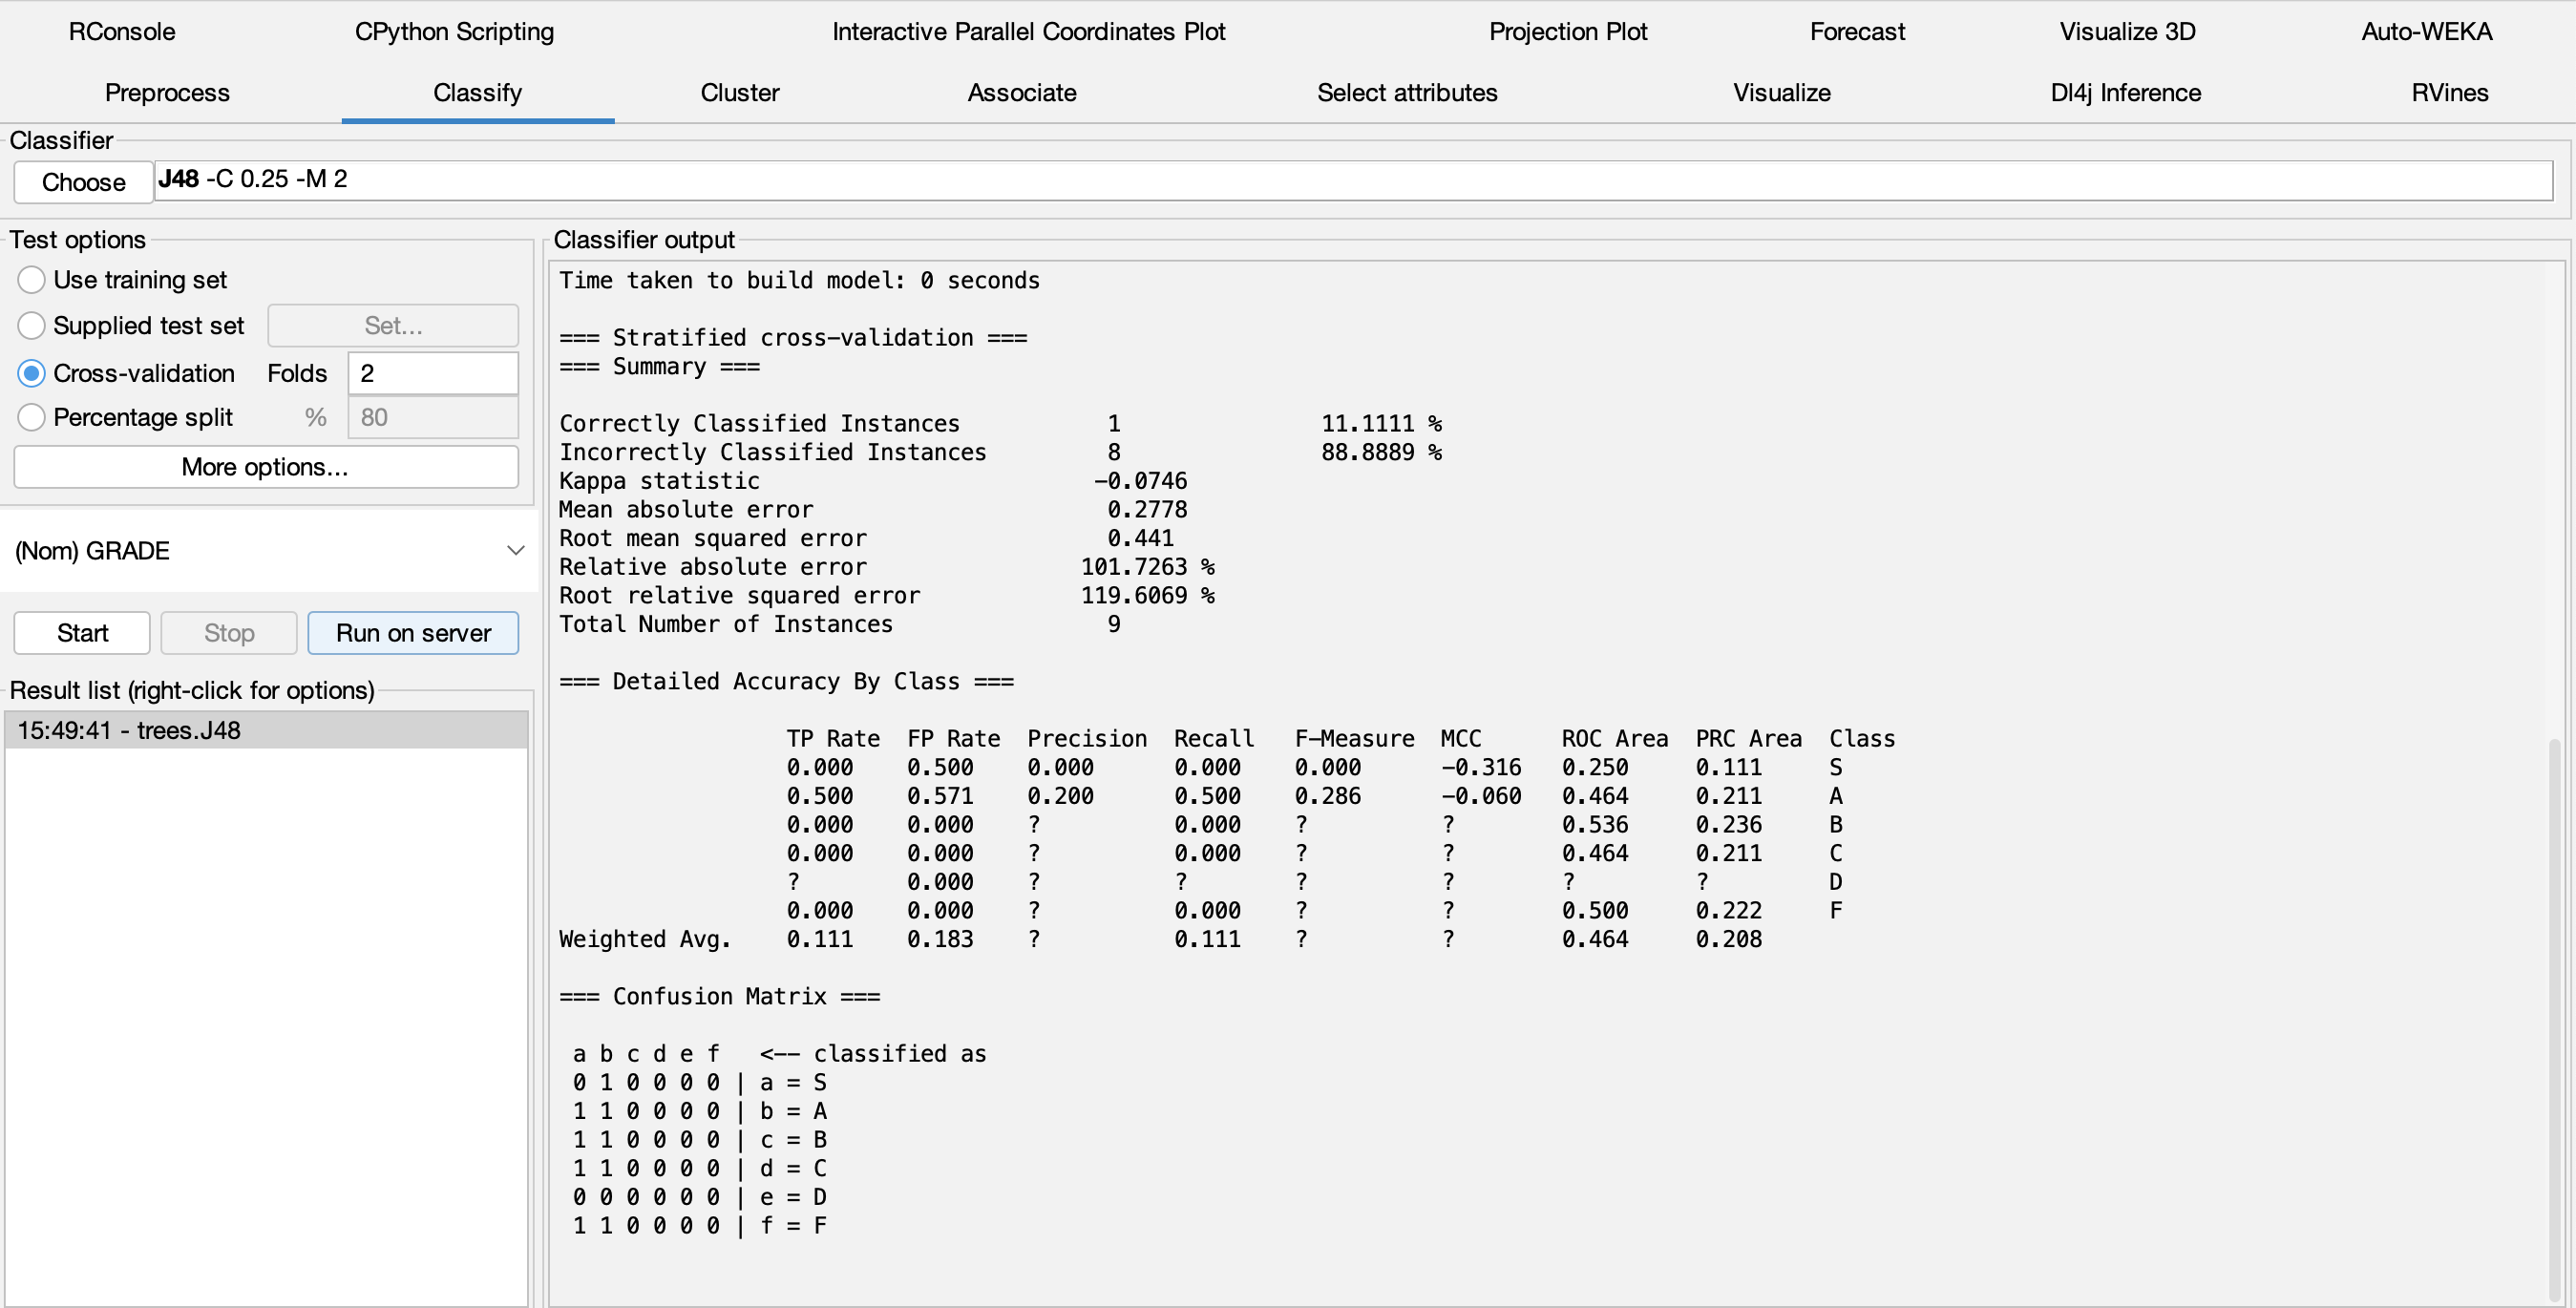 RConsole CPython Scripting Interactive Parallel Coordinates Plot Projection Plot Forecast Visualize 3D Auto-WEKA
Preprocess Classify Cluster Associate Select attributes Visualize Dl4j Inference RVines
Classifier
Choose J48 -C 0.25 -M 2
Test options
Use training set
Supplied test set Set...
Cross-validation Folds 2
Percentage split % 80
More options...
(Nom) GRADE
Start Stop Run on server
Result list (right-click for options)
15:49:41 - trees.J48
Classifier output
Time taken to build model: 0 seconds
=== Stratified cross-validation ===
=== Summary ===
Correctly Classified Instances 1 11.1111 %
Incorrectly Classified Instances 8 88.8889 %
Kappa statistic -0.0746
Mean absolute error 0.2778
Root mean squared error 0.441
Relative absolute error 101.7263 %
Root relative squared error 119.6069 %
Total Number of Instances 9
=== Detailed Accuracy By Class ===
TP Rate FP Rate Precision Recall F-Measure MCC ROC Area PRC Area Class
0.000 0.500 0.000 0.000 0.000 -0.316 0.250 0.111 S
0.500 0.571 0.200 0.500 0.286 -0.060 0.464 0.211 A
0.000 0.000 ? 0.000 ? ? 0.536 0.236 B
0.000 0.000 ? 0.000 ? ? 0.464 0.211 C
? 0.000 ? ? ? ? ? ? D
0.000 0.000 ? 0.000 ? ? 0.500 0.222 F
Weighted Avg. 0.111 0.183 ? 0.111 ? ? 0.464 0.208
=== Confusion Matrix ===
a b c d e f <-- classified as
0 1 0 0 0 0 | a = S
1 1 0 0 0 0 | b = A
1 1 0 0 0 0 | c = B
1 1 0 0 0 0 | d = C
0 0 0 0 0 0 | e = D
1 1 0 0 0 0 | f = F